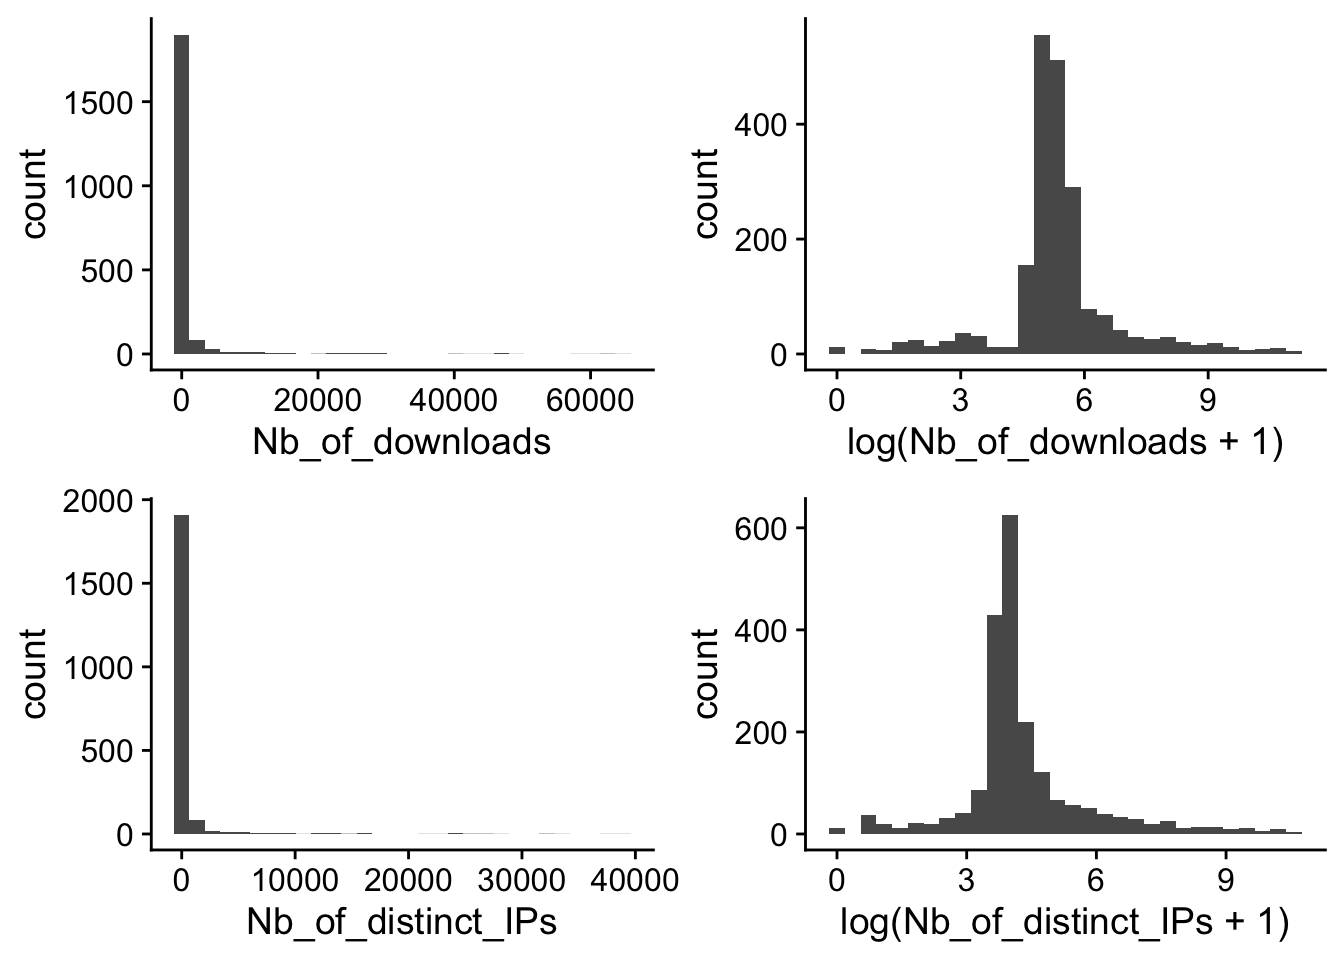 count
1500
1000
500
0
0 20000 40000 60000
Nb_of_downloads
count
400
200
0
0 3 6 9
log(Nb_of_downloads + 1)
count
2000
1500
1000
500
0
0 10000 20000 30000 40000
Nb_of_distinct_IPs
count
600
400
200
0
0 3 6 9
log(Nb_of_distinct_IPs + 1)